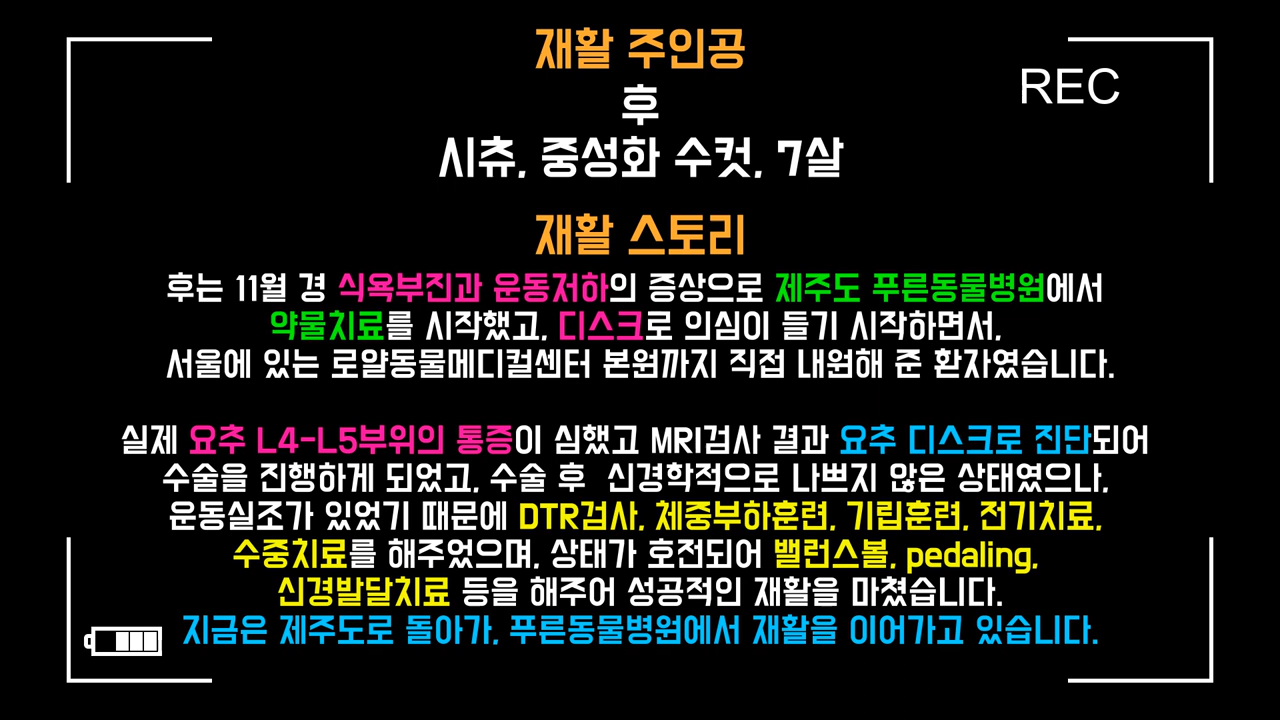 재활 주인공
REC
후
시츄, 중성화 수컷, 7살
재활 스토리
후는 11월 경 식욕부진과 운동저하의 증상으로 제주도 푸른동물병원에서
약물치료를 시작했고, 디스크로 의심이 들기 시작하면서,
서울에 있는 로얄동물메디컬센터 본원까지 직접 내원해 준 환자였습니다.
실제 요추 L4-L5부위의 통증이 심했고 MRI검사 결과 요추 디스크로 진단되어
수술을 진행하게 되었고, 수술 후 신경학적으로 나쁘지 않은 상태였으나,
운동실조가 있었기 때문에 DTR검사, 체중부하훈련, 기립훈련, 전기치료,
수중치료를 해주었으며, 상태가 호전되어 밸런스볼, pedaling,
신경발달치료 등을 해주어 성공적인 재활을 마쳤습니다.
지금은 제주도로 돌아가, 푸른동물병원에서 재활을 이어가고 있습니다.